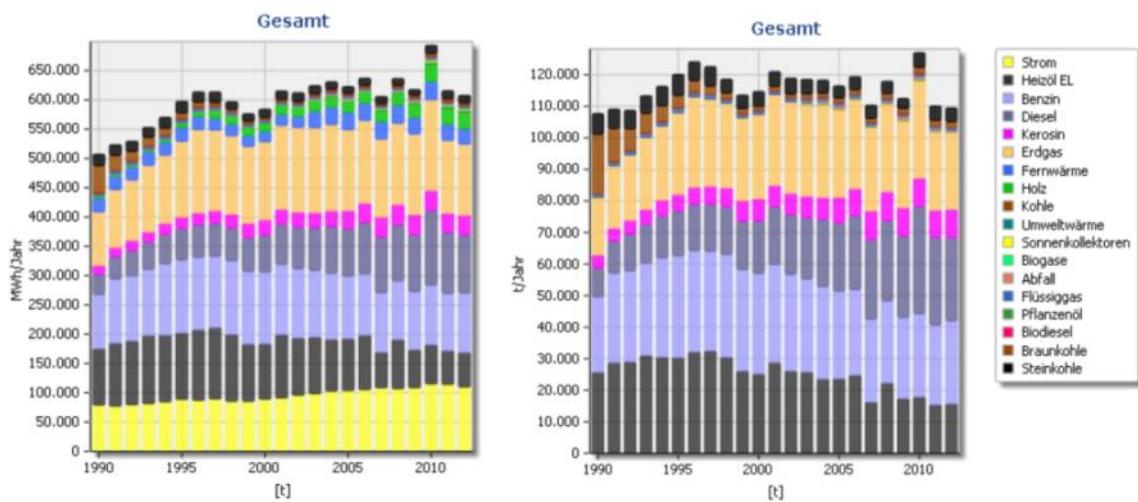 Gesamt
650.000
600.000
550.000
500.000
450.000
400.000
350.000
300.000
250.000
200.000
150.000
100.000
50.000
0
MWh/Jahr
1990
1995
2000
2005
2010
[t]
Gesamt
120.000
110.000
100.000
90.000
80.000
70.000
60.000
50.000
40.000
30.000
20.000
10.000
0
t/Jahr
1990
1995
2000
2005
2010
[t]
Strom
Heizöl EL
Benzin
Diesel
Kerosin
Erdgas
Fernwärme
Holz
Kohle
Umweltwärme
Sonnenkollektoren
Biogase
Abfall
Flüssiggas
Pflanzenöl
Biodiesel
Braunkohle
Steinkohle